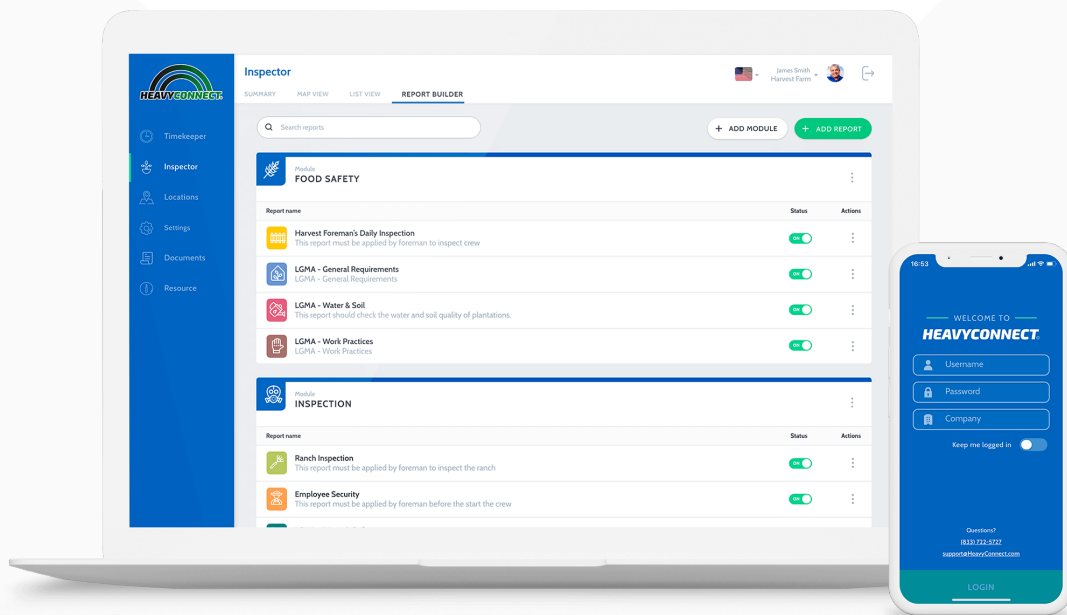 HEAVYCONNECT
Inspector
James Smith
Harvest Farm
SUMMARY MAP VIEW LIST VIEW REPORT BUILDER
Timekeeper
Inspector
Locations
Settings
Documents
Resource
Search reports
+ ADD MODULE
+ ADD REPORT
Module
FOOD SAFETY
Report name Status Actions
Harvest Foreman's Daily Inspection
This report must be applied by foreman to inspect crew
ON
LGMA - General Requirements
LGMA - General Requirements
ON
LGMA - Water & Soil
This report should check the water and soil quality of plantations.
ON
LGMA - Work Practices
LGMA - Work Practices
ON
Module
INSPECTION
Report name Status Actions
Ranch Inspection
This report must be applied by foreman to inspect the ranch
ON
Employee Security
This report must be applied by foreman before the start the crew
ON
16:53
WELCOME TO
HEAVYCONNECT
Username
Password
Company
Keep me logged in
Questions?
(833) 722-5727
support@HeavyConnect.com
LOGIN